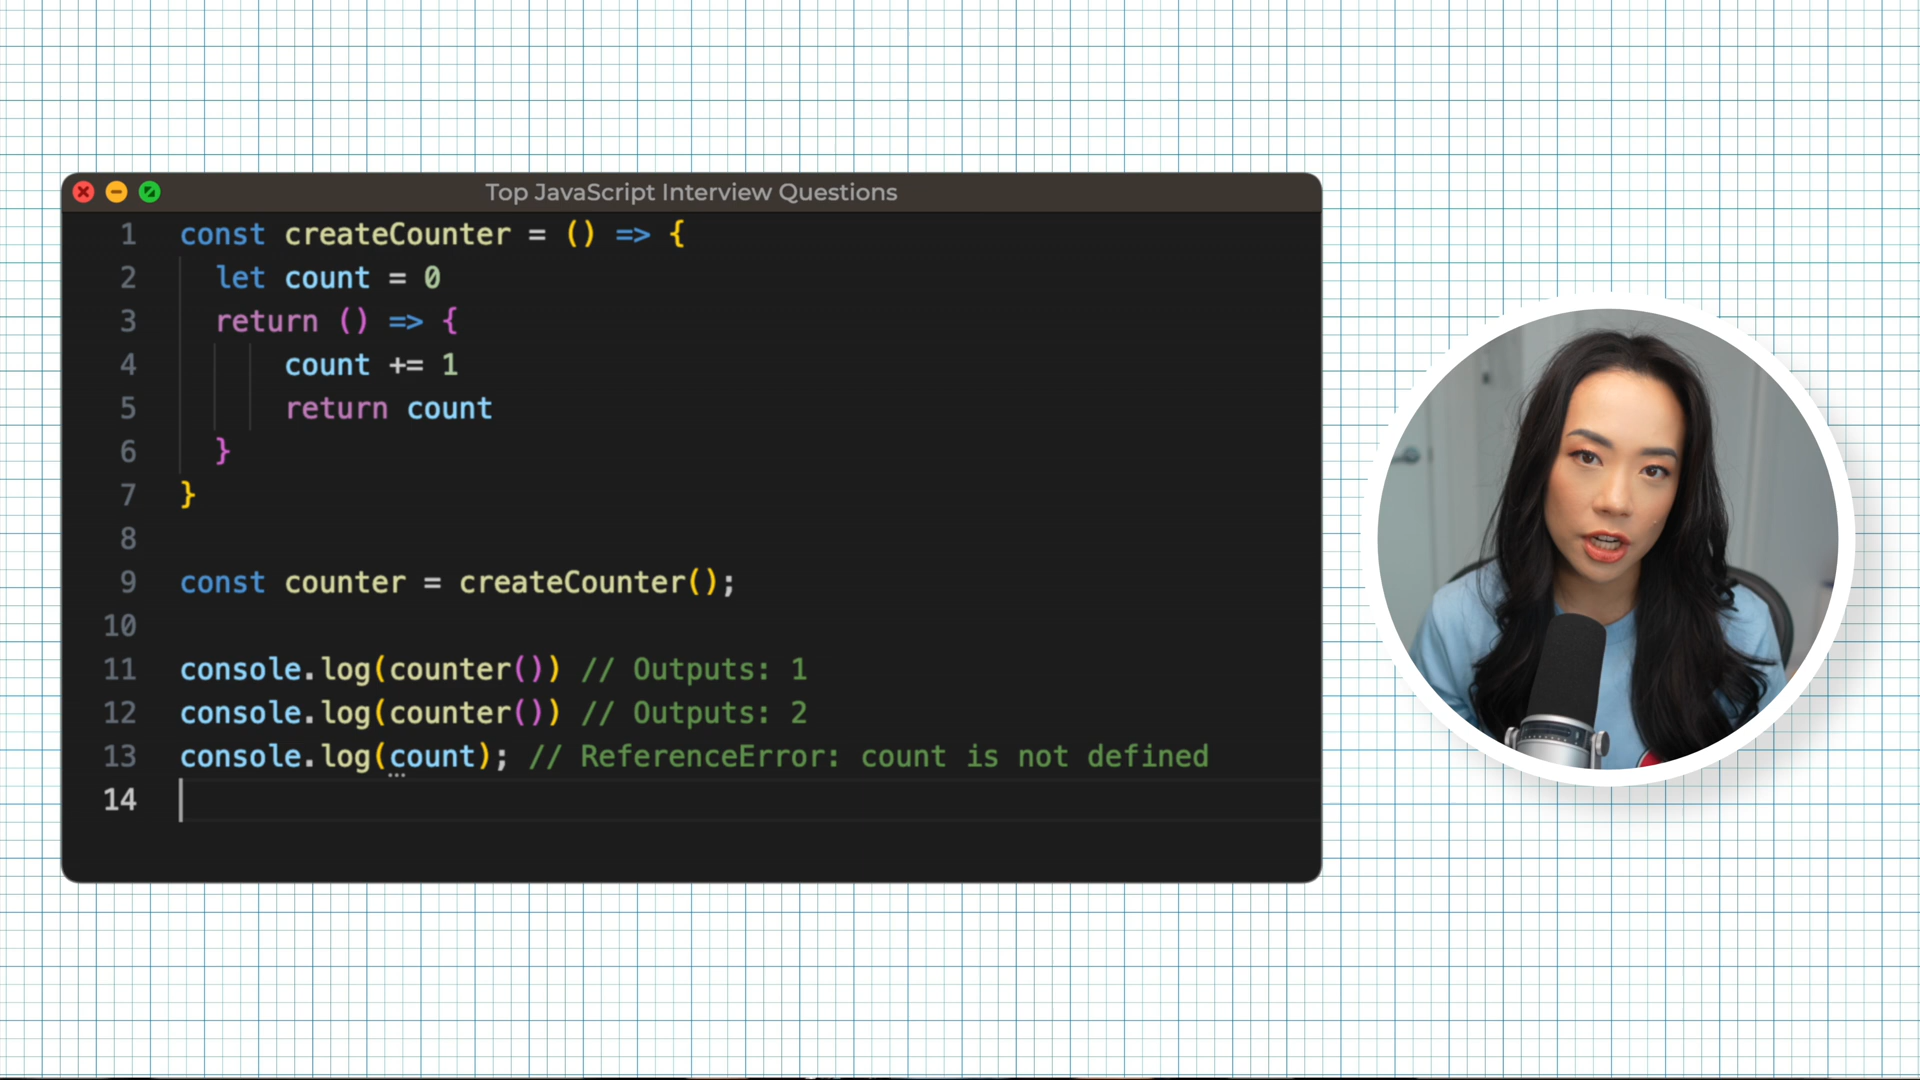 Top JavaScript Interview Questions
1 const createCounter = () => {
2 let count = 0
3 return () => {
4 count += 1
5 return count
6 }
7 }
8
9 const counter = createCounter();
10
11 console.log(counter()) // Outputs: 1
12 console.log(counter()) // Outputs: 2
13 console.log(count); // ReferenceError: count is not defined
14